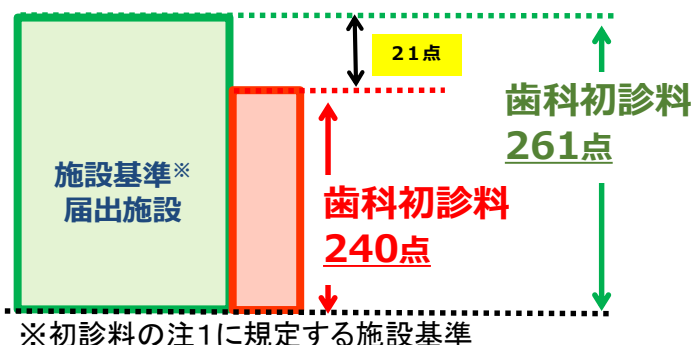 21点
歯科初診料
261点
施設基準※
届出施設
歯科初診料
240点
※初診料の注1に規定する施設基準